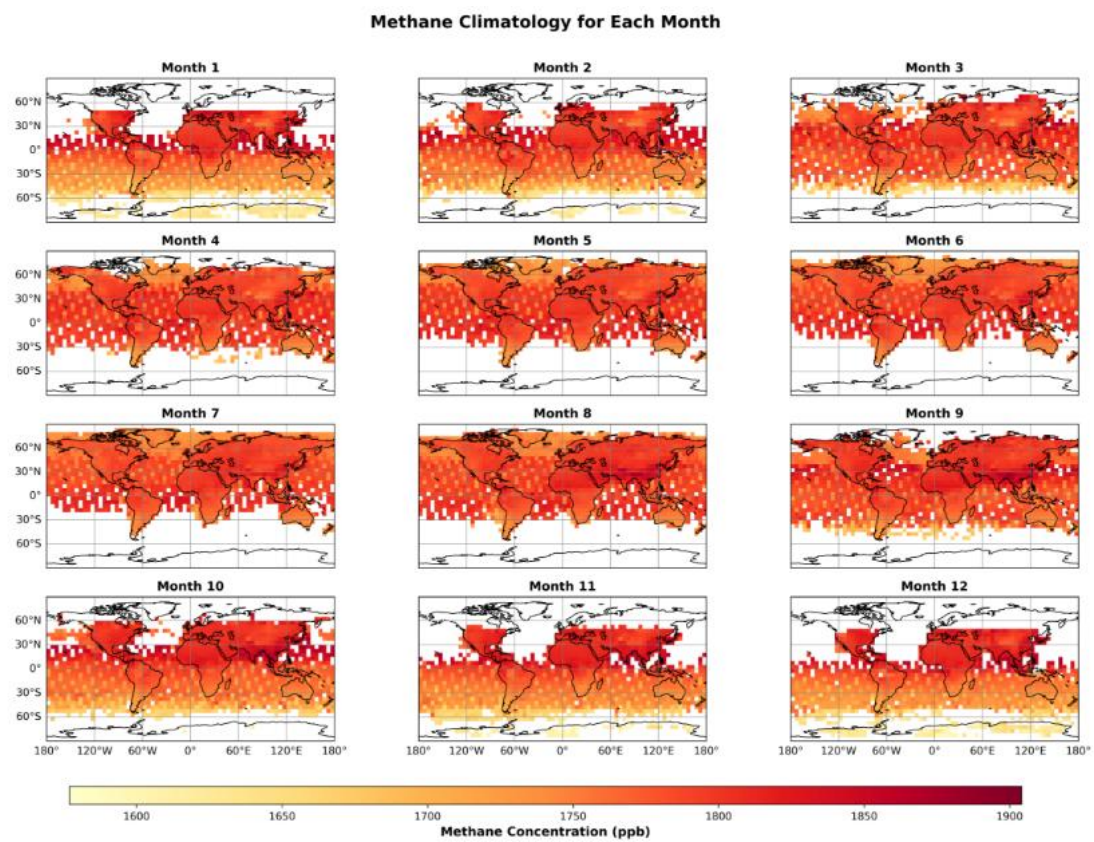 Methane Climatology for Each Month
Month 1 Month 2 Month 3
60°N
30°N
0°
30°S
60°S
Month 4 Month 5 Month 6
60°N
30°N
0°
30°S
60°S
Month 7 Month 8 Month 9
60°N
30°N
0°
30°S
60°S
Month 10 Month 11 Month 12
60°N
30°N
0°
30°S
60°S
180° 120°W 60°W 0° 60°E 120°E 180° 180° 120°W 60°W 0° 60°E 120°E 180° 180° 120°W 60°W 0° 60°E 120°E 180°
1600 1650 1700 1750 1800 1850 1900
Methane Concentration (ppb)